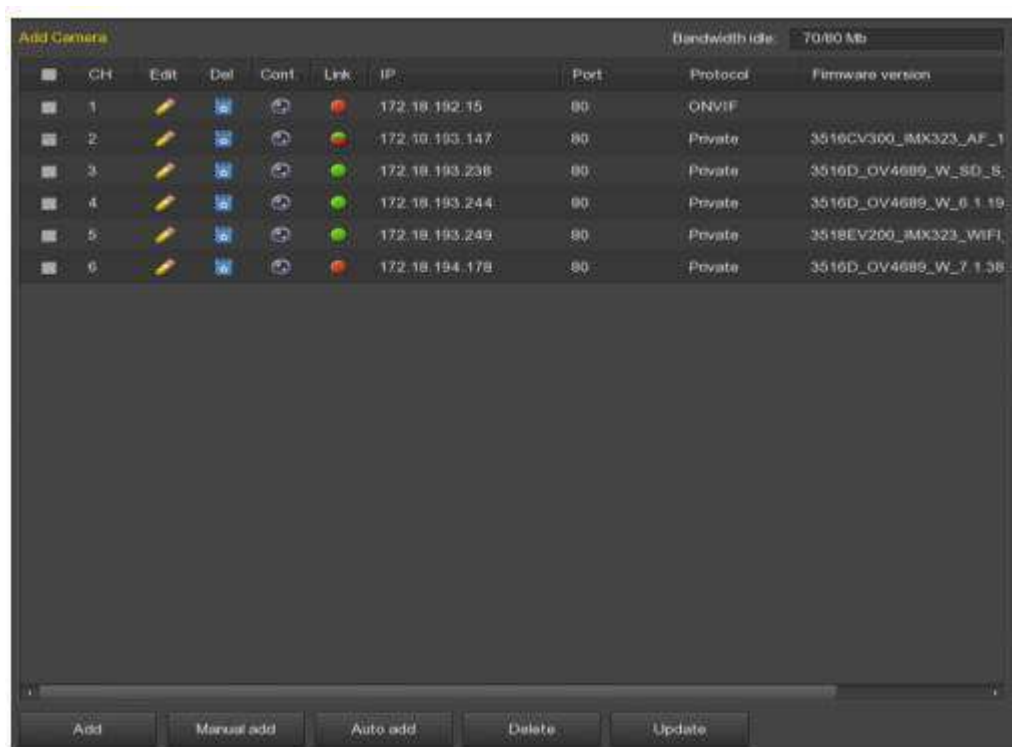 Add Camera Bandwidth idle: 70/80 Mb
CH Edit Del Conf Link IP Port Protocol Firmware version
1 172.18.192.15 80 ONVIF
2 172.18.193.147 80 Private 3516CV300_IMX323_AF_1
3 172.18.193.238 80 Private 3516D_OV4689_W_SD_S_
4 172.18.193.244 80 Private 3516D_OV4689_W_6.1.19.
5 172.18.193.249 80 Private 3518EV200_IMX323_WIFI_
6 172.18.194.178 80 Private 3516D_OV4689_W_7.1.38
Add Manual add Auto add Delete Update